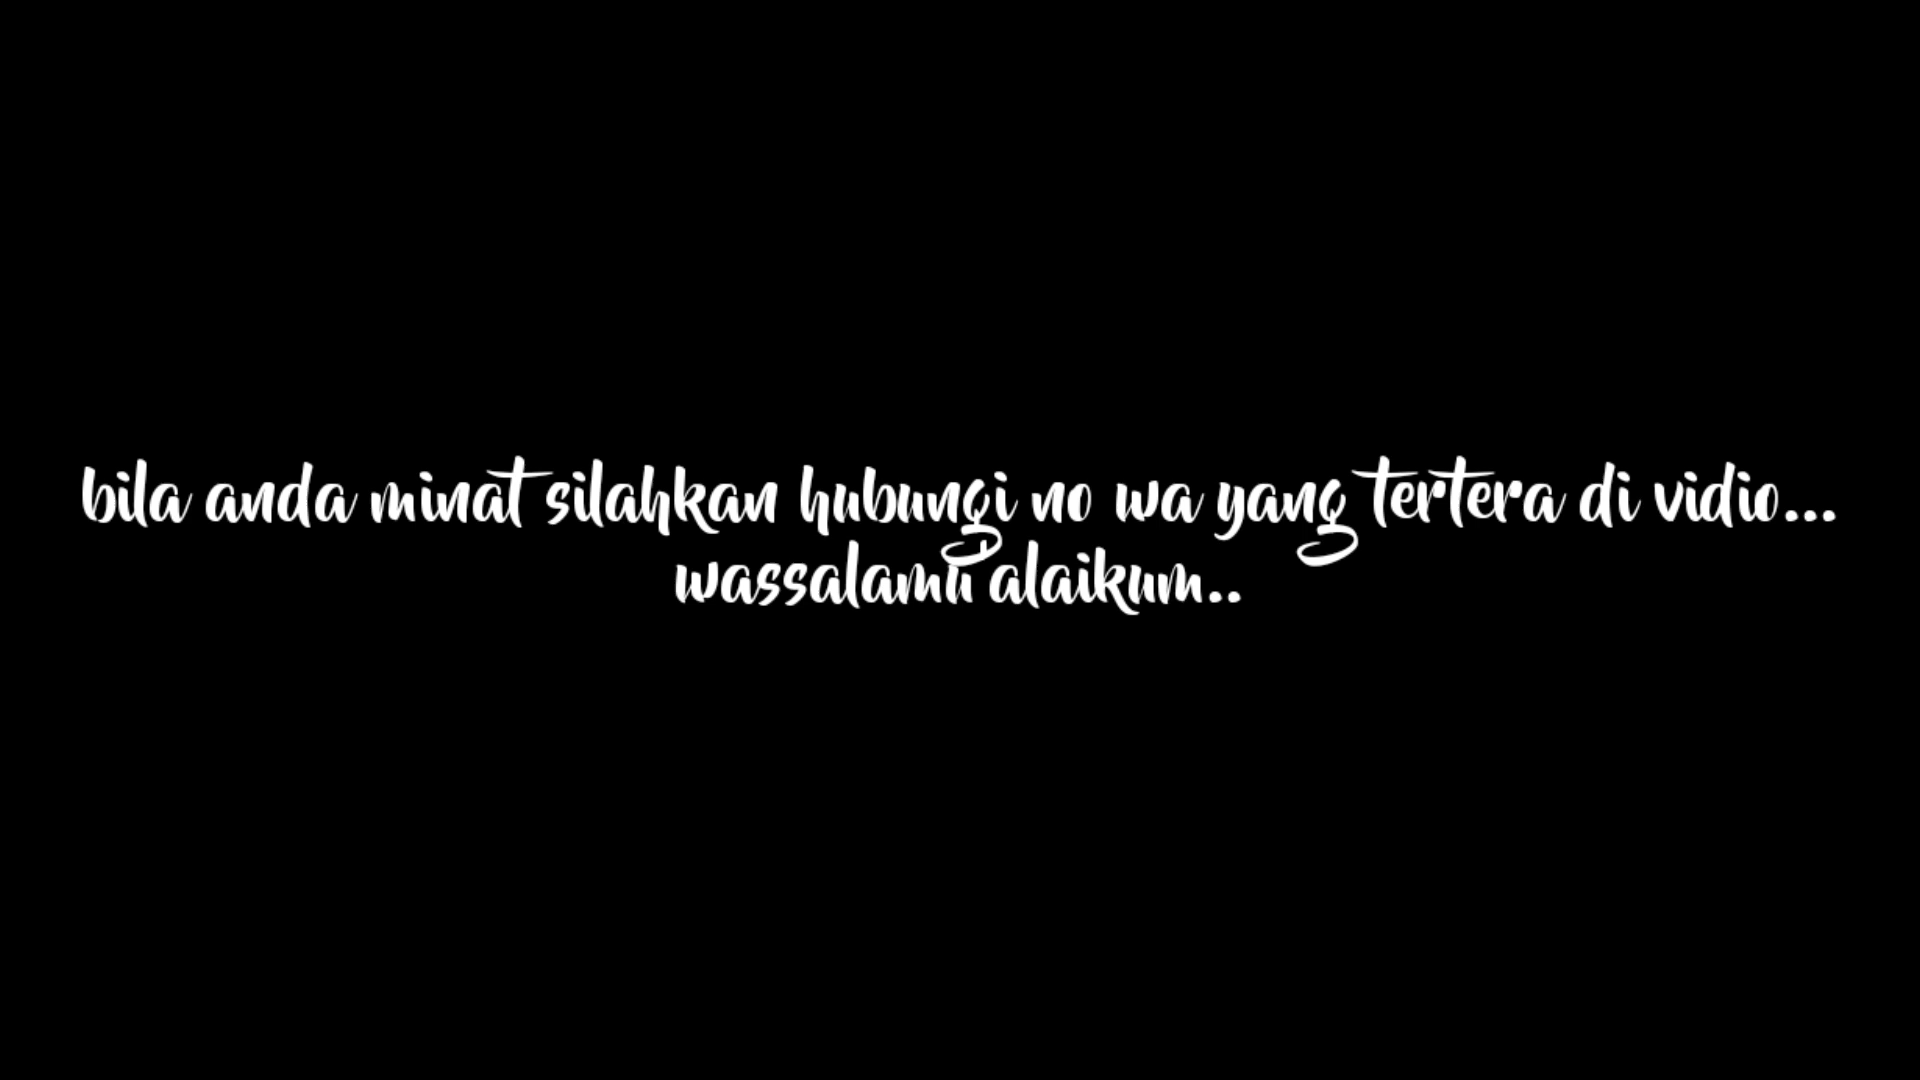 bila anda minat silahkan hubungi no wa yang tertera di vidio...
wassalamu alaikum..